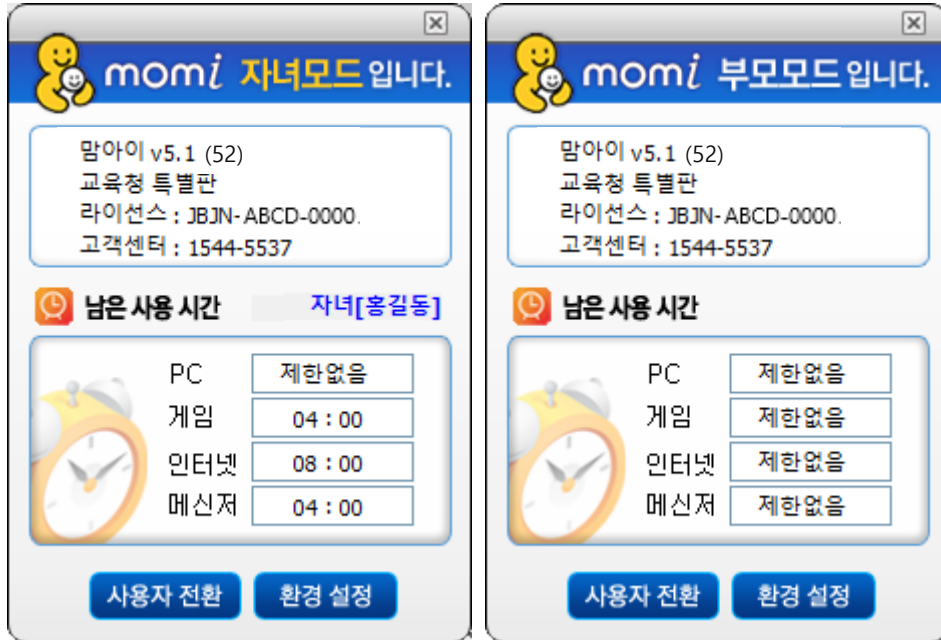 momi 자녀모드 입니다.
맘아이 v5.1 (52)
교육청 특별판
라이선스 : JBJN-ABCD-0000.
고객센터 : 1544-5537
남은 사용 시간 자녀[홍길동]
PC 제한없음
게임 04 : 00
인터넷 08 : 00
메신저 04 : 00
사용자 전환 환경 설정
momi 부모모드 입니다.
맘아이 v5.1 (52)
교육청 특별판
라이선스 : JBJN-ABCD-0000.
고객센터 : 1544-5537
남은 사용 시간
PC 제한없음
게임 제한없음
인터넷 제한없음
메신저 제한없음
사용자 전환 환경 설정